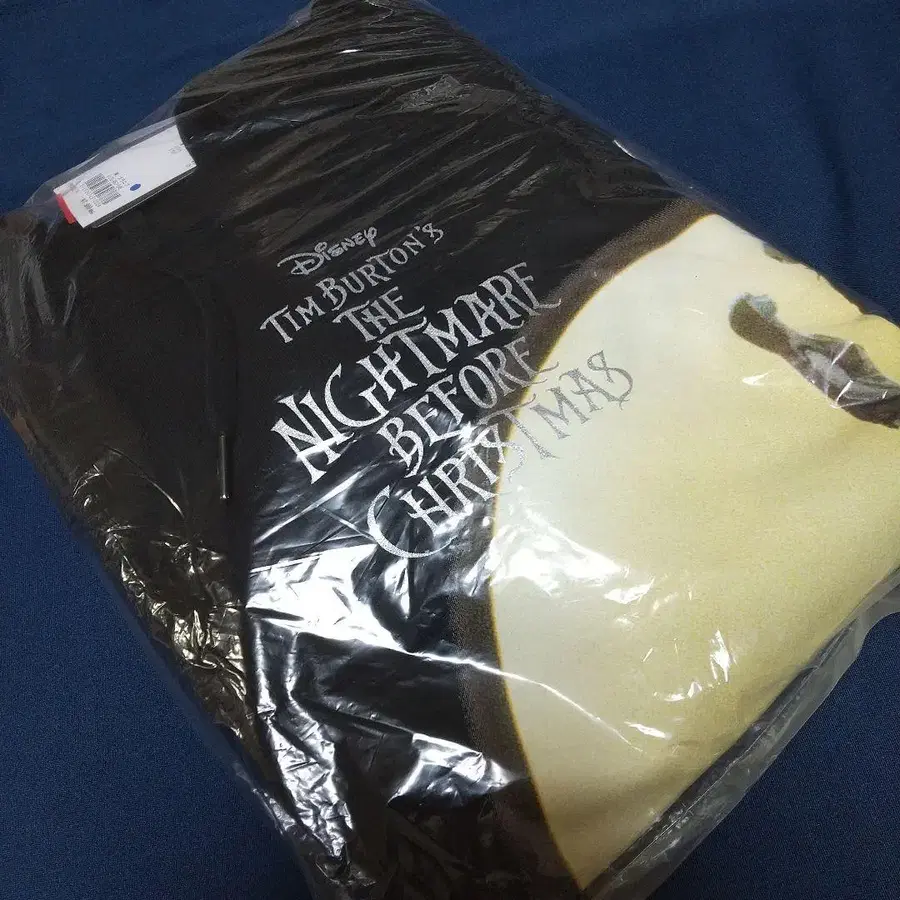 Disney
Tim Burton's
The
Nightmare
Before
Christmas